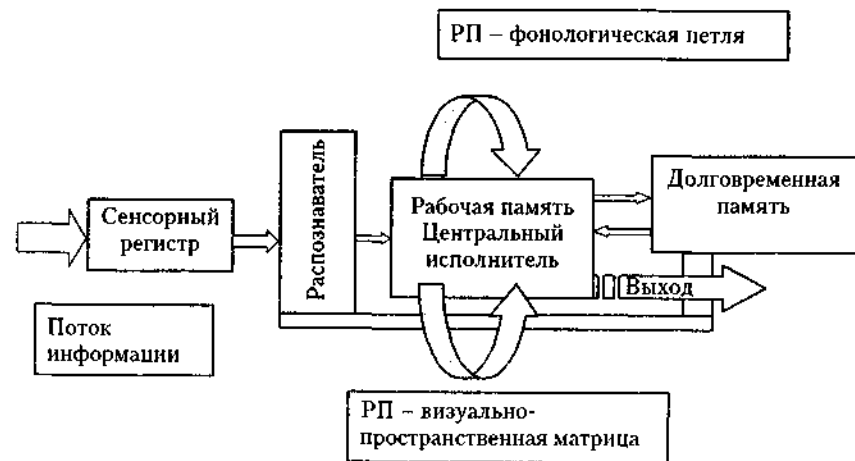 РП – фонологическая петля
Распознаватель
Долговременная
память
Сенсорный
регистр
Рабочая память
Центральный
исполнитель
Выход
Поток
информации
РП – визуально-
пространственная матрица